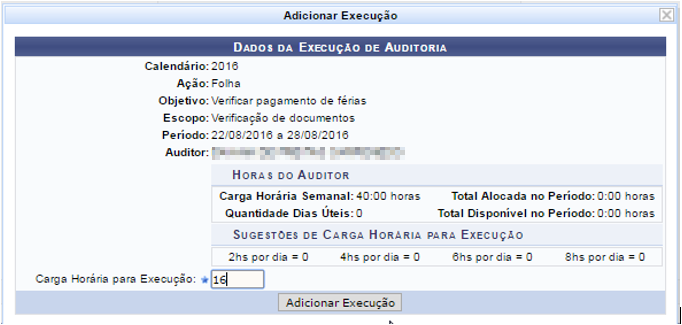 Adicionar Execução
DADOS DA EXECUÇÃO DE AUDITORIA
Calendário: 2016
Ação: Folha
Objetivo: Verificar pagamento de férias
Escopo: Verificação de documentos
Período: 22/08/2016 a 28/08/2016
Auditor:
HORAS DO AUDITOR
Carga Horária Semanal: 40:00 horas Total Alocada no Período: 0:00 horas
Quantidade Dias Úteis: 0 Total Disponível no Período: 0:00 horas
SUGESTÕES DE CARGA HORÁRIA PARA EXECUÇÃO
2hs por dia = 0 4hs por dia = 0 6hs por dia = 0 8hs por dia = 0
Carga Horária para Execução: 16
Adicionar Execução